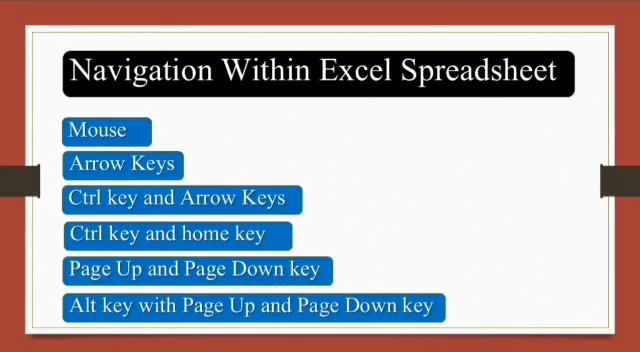 Navigation Within Excel Spreadsheet
Mouse
Arrow Keys
Ctrl key and Arrow Keys
Ctrl key and home key
Page Up and Page Down key
Alt key with Page Up and Page Down key